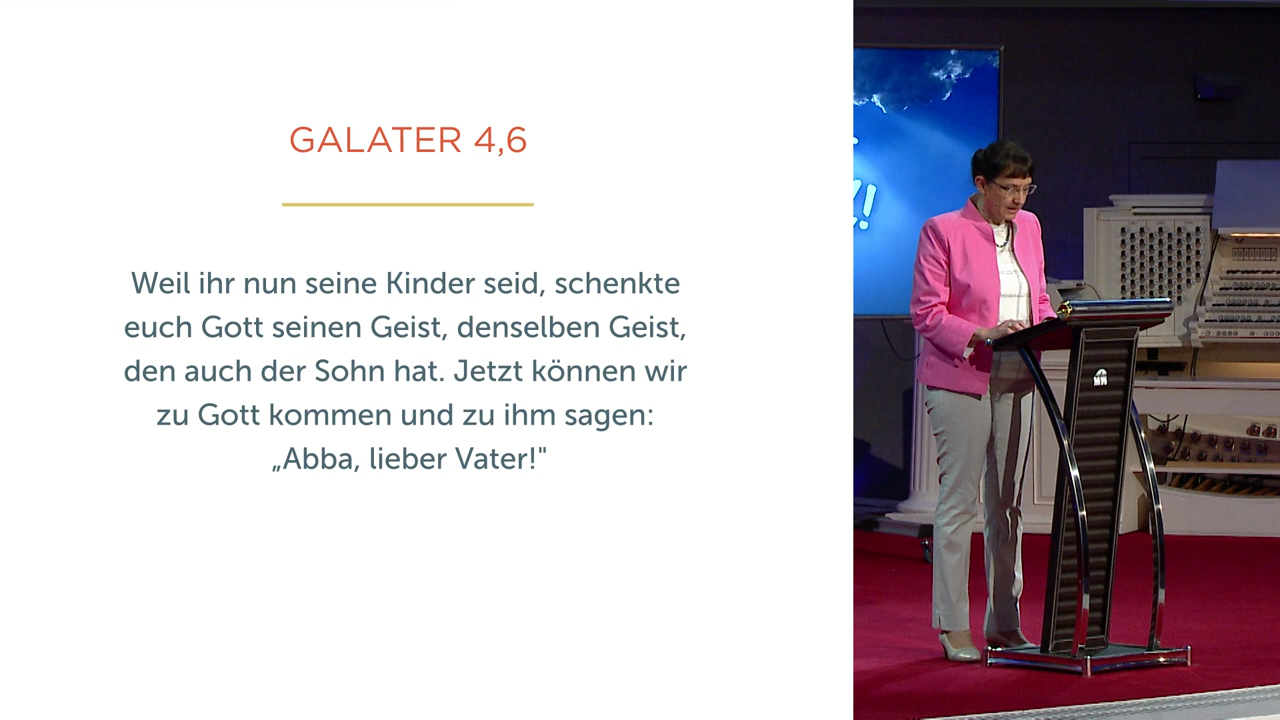 GALATER 4,6
Weil ihr nun seine Kinder seid, schenkte
euch Gott seinen Geist, denselben Geist,
den auch der Sohn hat. Jetzt können wir
zu Gott kommen und zu ihm sagen:
„Abba, lieber Vater!"